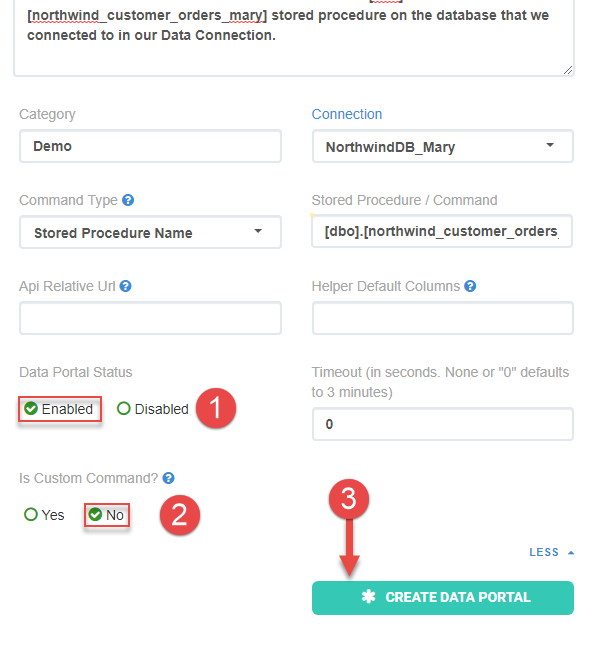 [northwind_customer_orders_mary] stored procedure on the database that we
connected to in our Data Connection.
Category
Connection
Demo
NorthwindDB_Mary
Command Type ?
Stored Procedure / Command
Stored Procedure Name
[dbo].[northwind_customer_orders_
Api Relative Url ?
Helper Default Columns ?
Data Portal Status
Timeout (in seconds. None or "0" defaults
to 3 minutes)
Enabled
Disabled
1
0
Is Custom Command? ?
Yes
No
2
3
LESS
CREATE DATA PORTAL